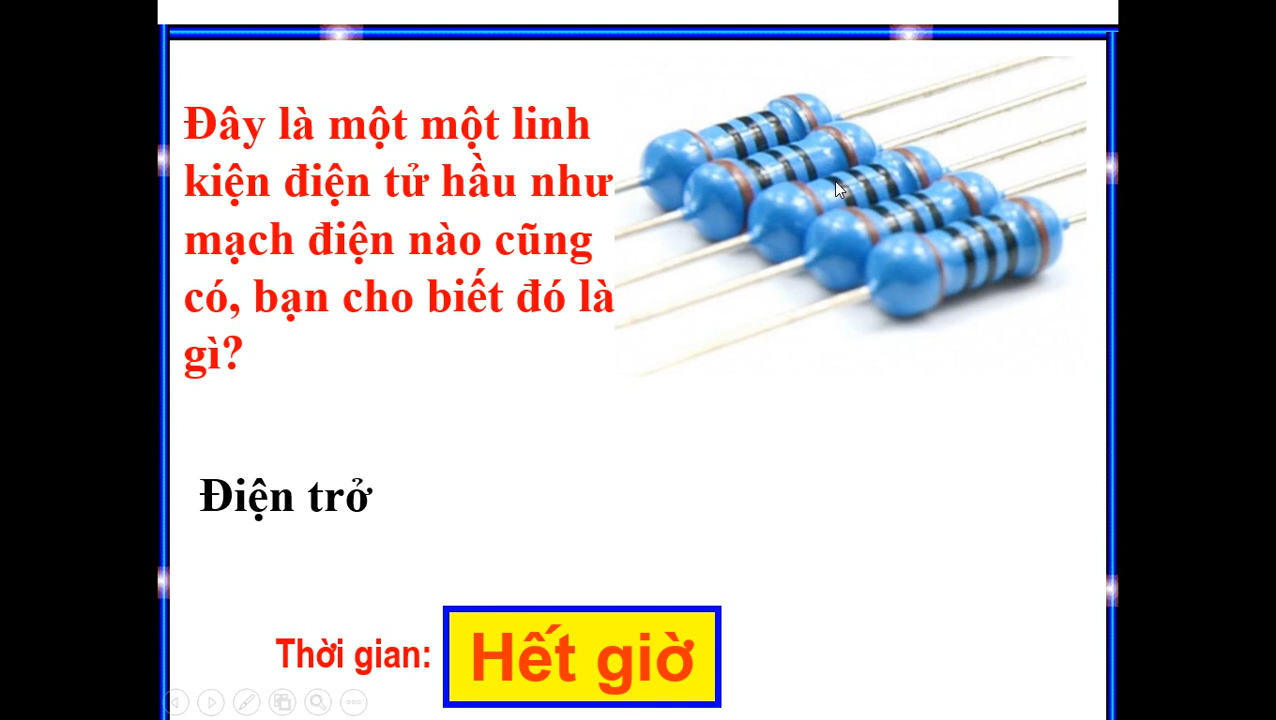 Đây là một một linh
kiện điện tử hầu như
mạch điện nào cũng
có, bạn cho biết đó là
gì?
Điện trở
Thời gian:
Hết giờ